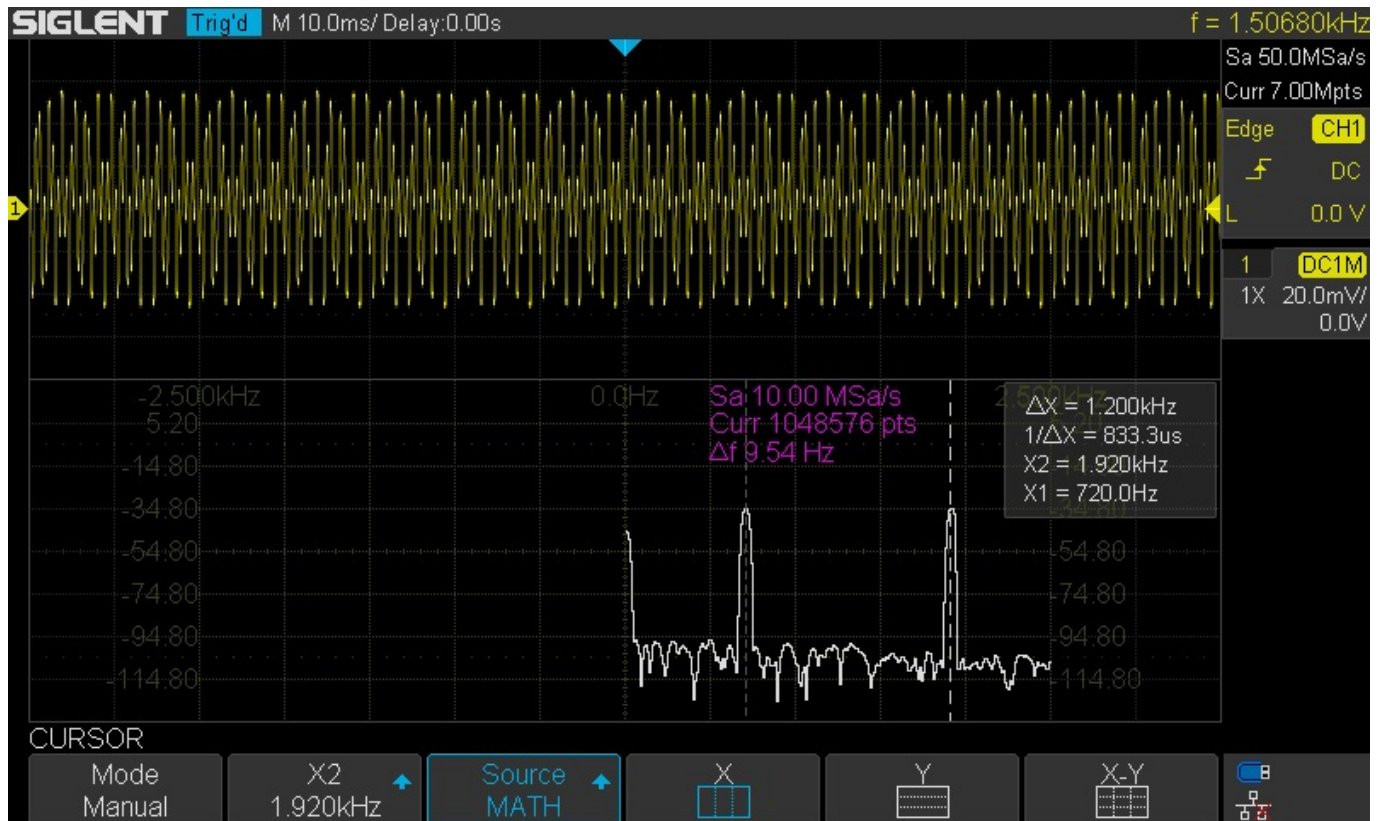 SIGLENT Trig'd M 10.0ms/ Delay:0.00s f = 1.50680kHz
Sa 50.0MSa/s
Curr 7.00Mpts
Edge CH1
DC
L 0.0 V
1
1 DC1M
1X 20.0mV/
0.0V
-2.500kHz 0.0Hz
5.20
-14.80
-34.80
-54.80 -54.80
-74.80 -74.80
-94.80 -94.80
-114.80 -114.80
Sa 10.00 MSa/s
Curr 1048576 pts
Δf 9.54 Hz
ΔX = 1.200kHz
1/ΔX = 833.3us
X2 = 1.920kHz
X1 = 720.0Hz
CURSOR
Mode X2 Source X Y X-Y
Manual 1.920kHz MATH